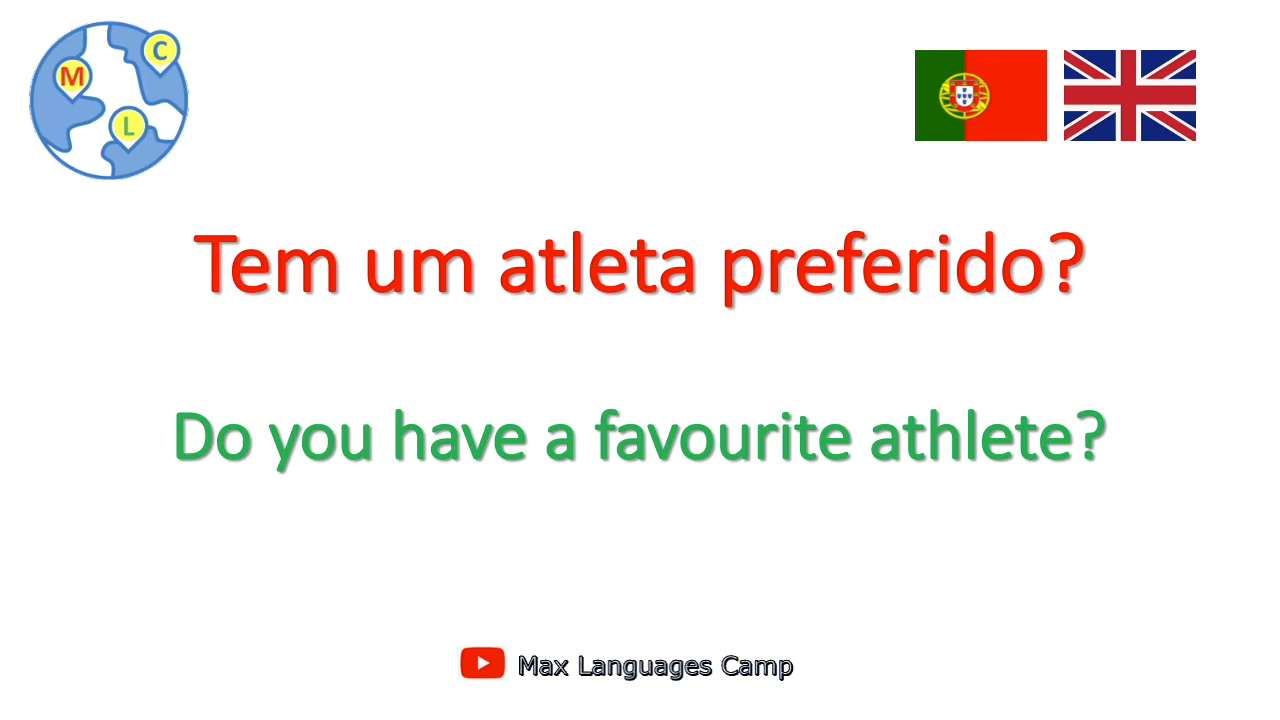 M
C
L
Tem um atleta preferido?
Do you have a favourite athlete?
Max Languages Camp